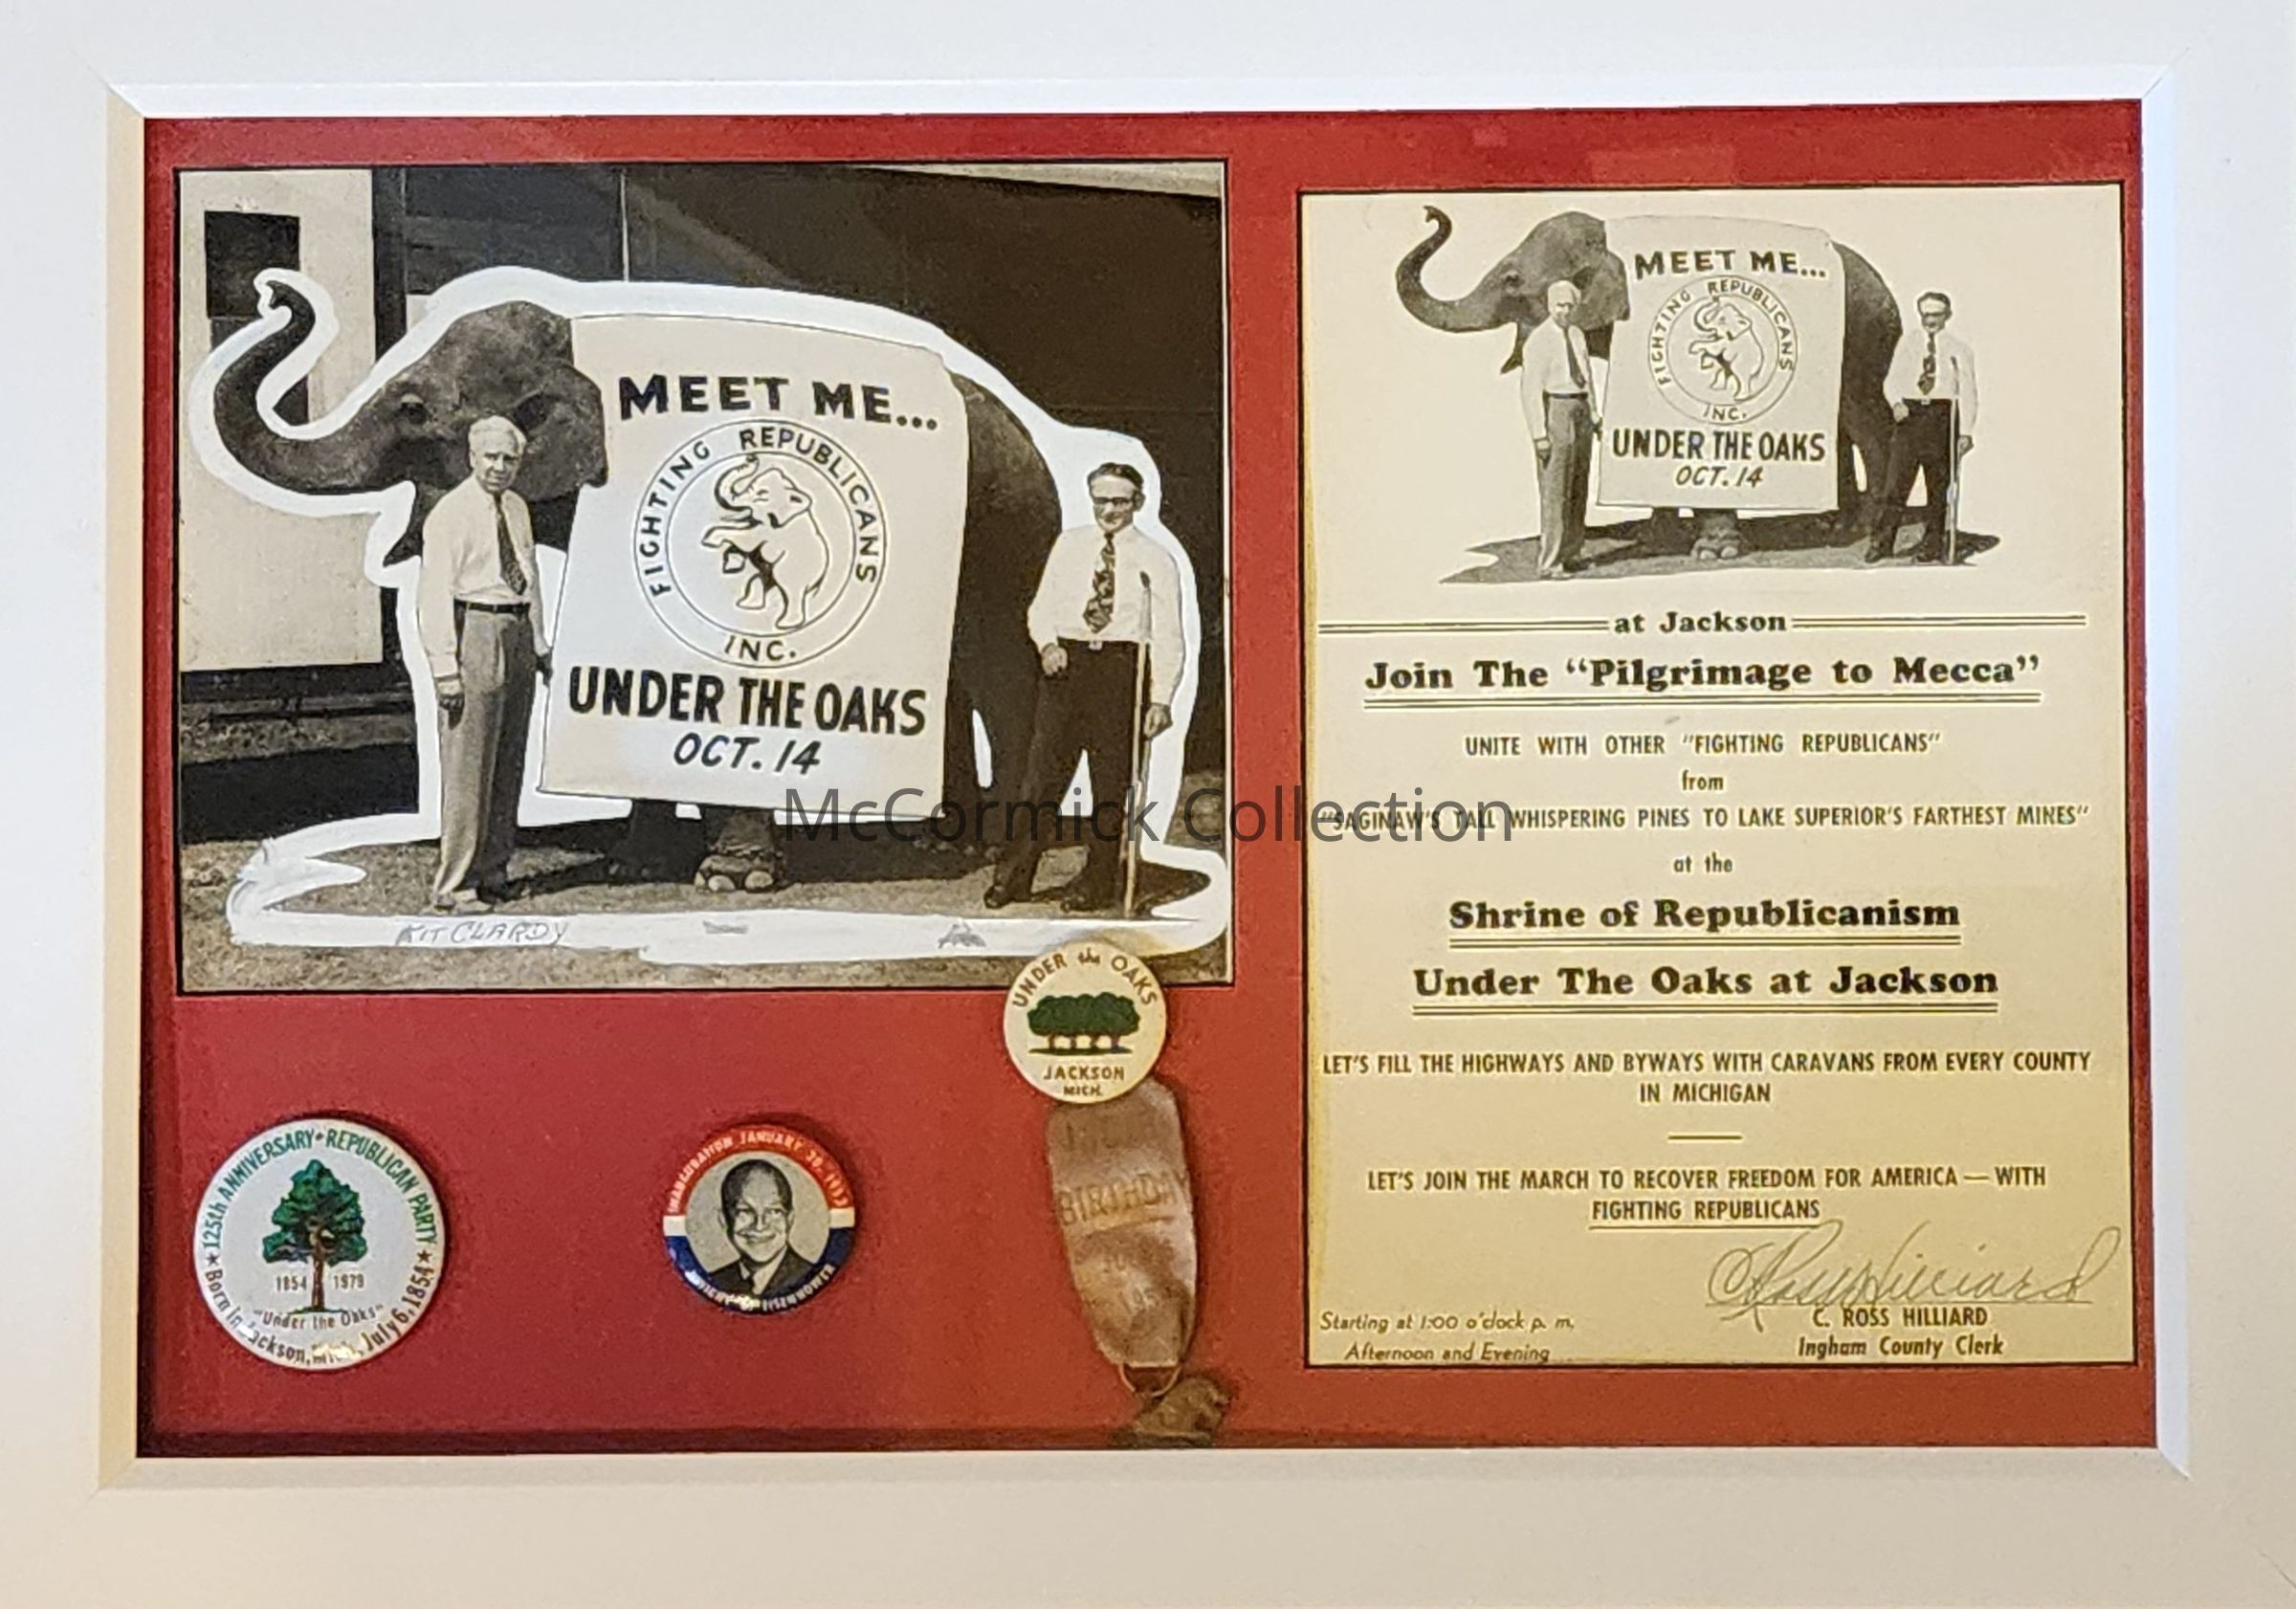 MEET ME...
FIGHTING REPUBLICANS
INC.
UNDER THE OAKS
OCT. 14
KIT CLARDY
MEET ME...
FIGHTING REPUBLICANS
INC.
UNDER THE OAKS
OCT. 14
at Jackson
Join The "Pilgrimage to Mecca"
UNITE WITH OTHER "FIGHTING REPUBLICANS"
from
"SAGINAW'S TALL WHISPERING PINES TO LAKE SUPERIOR'S FARTHEST MINES"
at the
Shrine of Republicanism
Under The Oaks at Jackson
LET'S FILL THE HIGHWAYS AND BYWAYS WITH CARAVANS FROM EVERY COUNTY
IN MICHIGAN
LET'S JOIN THE MARCH TO RECOVER FREEDOM FOR AMERICA — WITH
FIGHTING REPUBLICANS
C Ross Hilliard
C. ROSS HILLIARD
Ingham County Clerk
Starting at 1:00 o'clock p. m.
Afternoon and Evening
McCormick Collection
UNDER the OAKS
JACKSON
MICH.
BIRTHDAY
★ 125th ANNIVERSARY • REPUBLICAN PARTY ★
1854 1979
"Under the Oaks"
Born In Jackson, Mich., July 6, 1854
INAUGURATION JANUARY 20, 1957
DWIGHT D. EISENHOWER